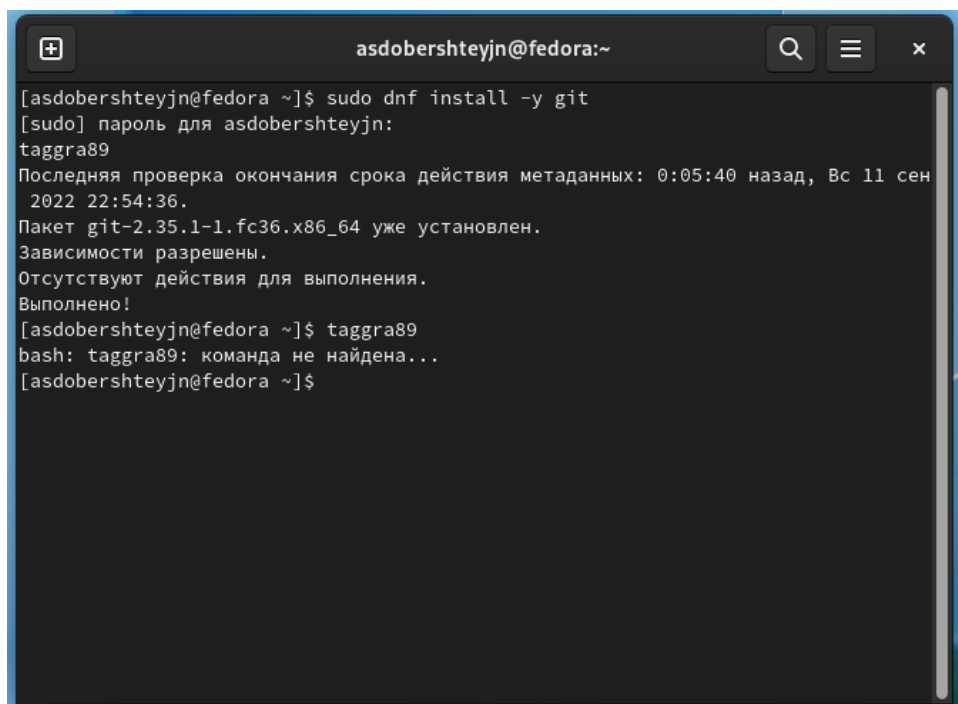 asdobershteyjn@fedora:~
[asdobershteyjn@fedora ~]$ sudo dnf install -y git
[sudo] пароль для asdobershteyjn:
taggra89
Последняя проверка окончания срока действия метаданных: 0:05:40 назад, Вс 11 сен
 2022 22:54:36.
Пакет git-2.35.1-1.fc36.x86_64 уже установлен.
Зависимости разрешены.
Отсутствуют действия для выполнения.
Выполнено!
[asdobershteyjn@fedora ~]$ taggra89
bash: taggra89: команда не найдена...
[asdobershteyjn@fedora ~]$